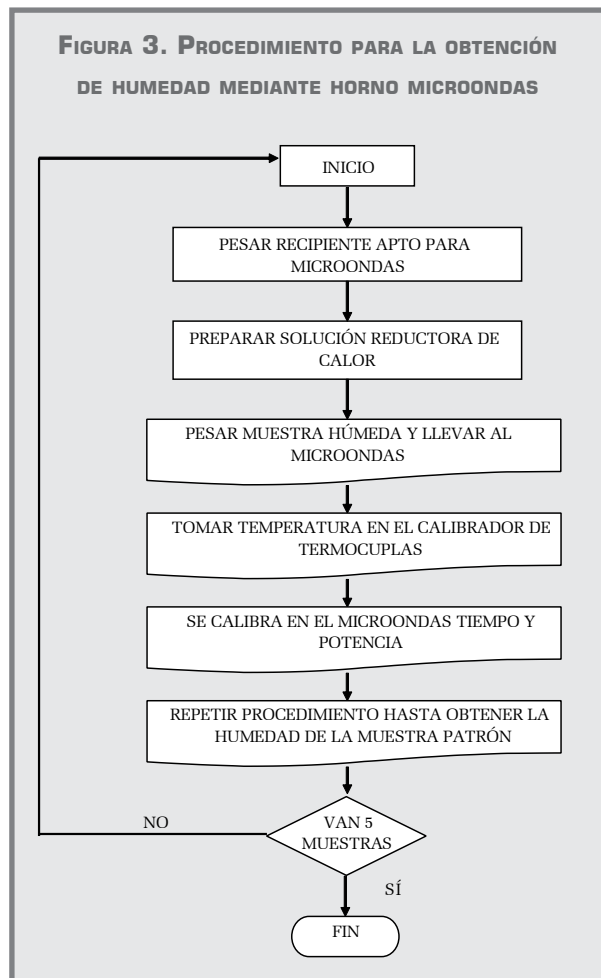 FIGURA 3. PROCEDIMIENTO PARA LA OBTENCIÓN
DE HUMEDAD MEDIANTE HORNO MICROONDAS
INICIO
PESAR RECIPIENTE APTO PARA
MICROONDAS
PREPARAR SOLUCIÓN REDUCTORA DE
CALOR
PESAR MUESTRA HÚMEDA Y LLEVAR AL
MICROONDAS
TOMAR TEMPERATURA EN EL CALIBRADOR DE
TERMOCUPLAS
SE CALIBRA EN EL MICROONDAS TIEMPO Y
POTENCIA
REPETIR PROCEDIMIENTO HASTA OBTENER LA
HUMEDAD DE LA MUESTRA PATRÓN
NO
VAN 5
MUESTRAS
SÍ
FIN